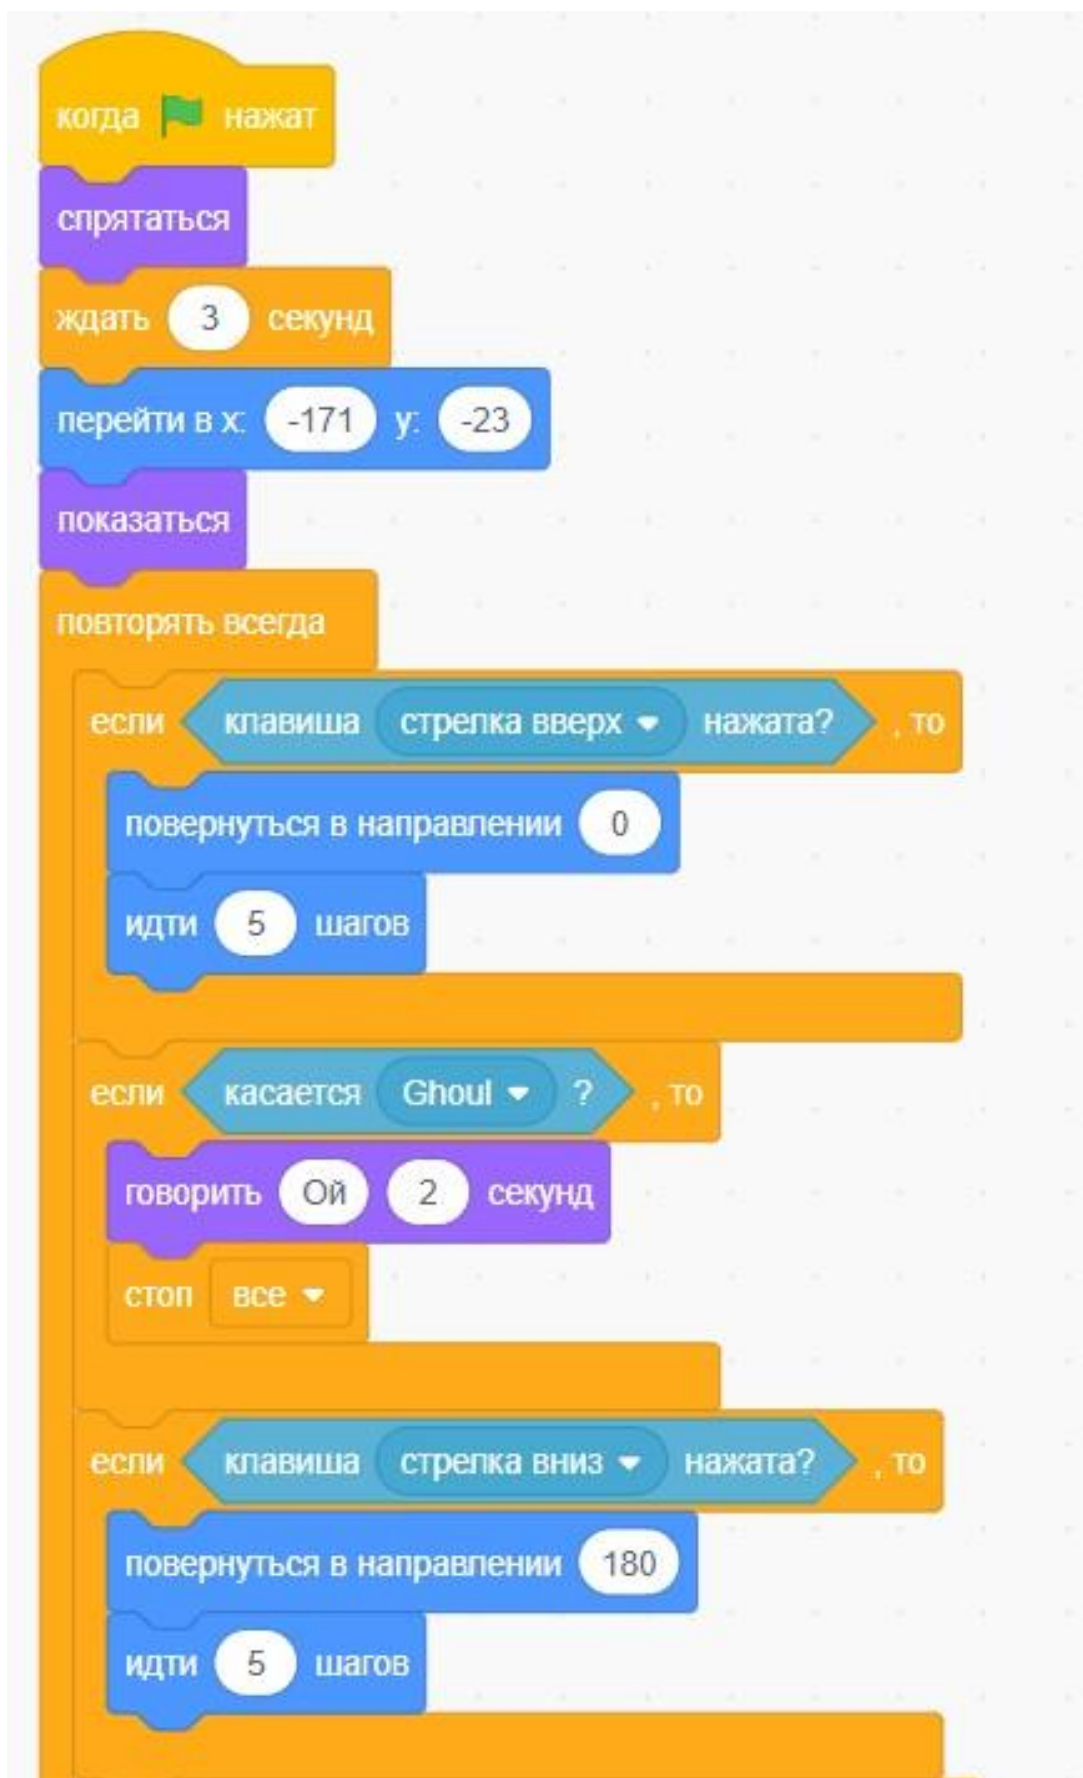 когда нажат
спрятаться
ждать 3 секунд
перейти в x: -171 y: -23
показаться
повторять всегда
если клавиша стрелка вверх нажата? , то
повернуться в направлении 0
идти 5 шагов
если касается Ghoul ? , то
говорить Ой 2 секунд
стоп все
если клавиша стрелка вниз нажата? , то
повернуться в направлении 180
идти 5 шагов